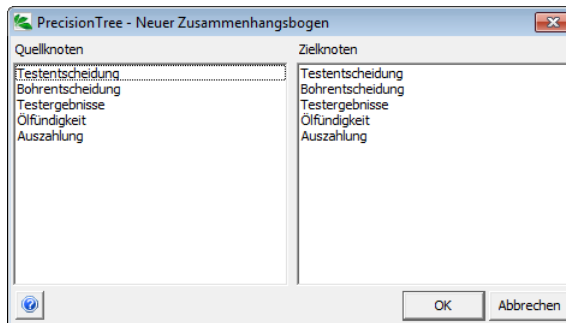 PrecisionTree - Neuer Zusammenhangsbogen
Quellknoten
Testentscheidung
Bohrentscheidung
Testergebnisse
Ölfündigkeit
Auszahlung
Zielknoten
Testentscheidung
Bohrentscheidung
Testergebnisse
Ölfündigkeit
Auszahlung
OK
Abbrechen